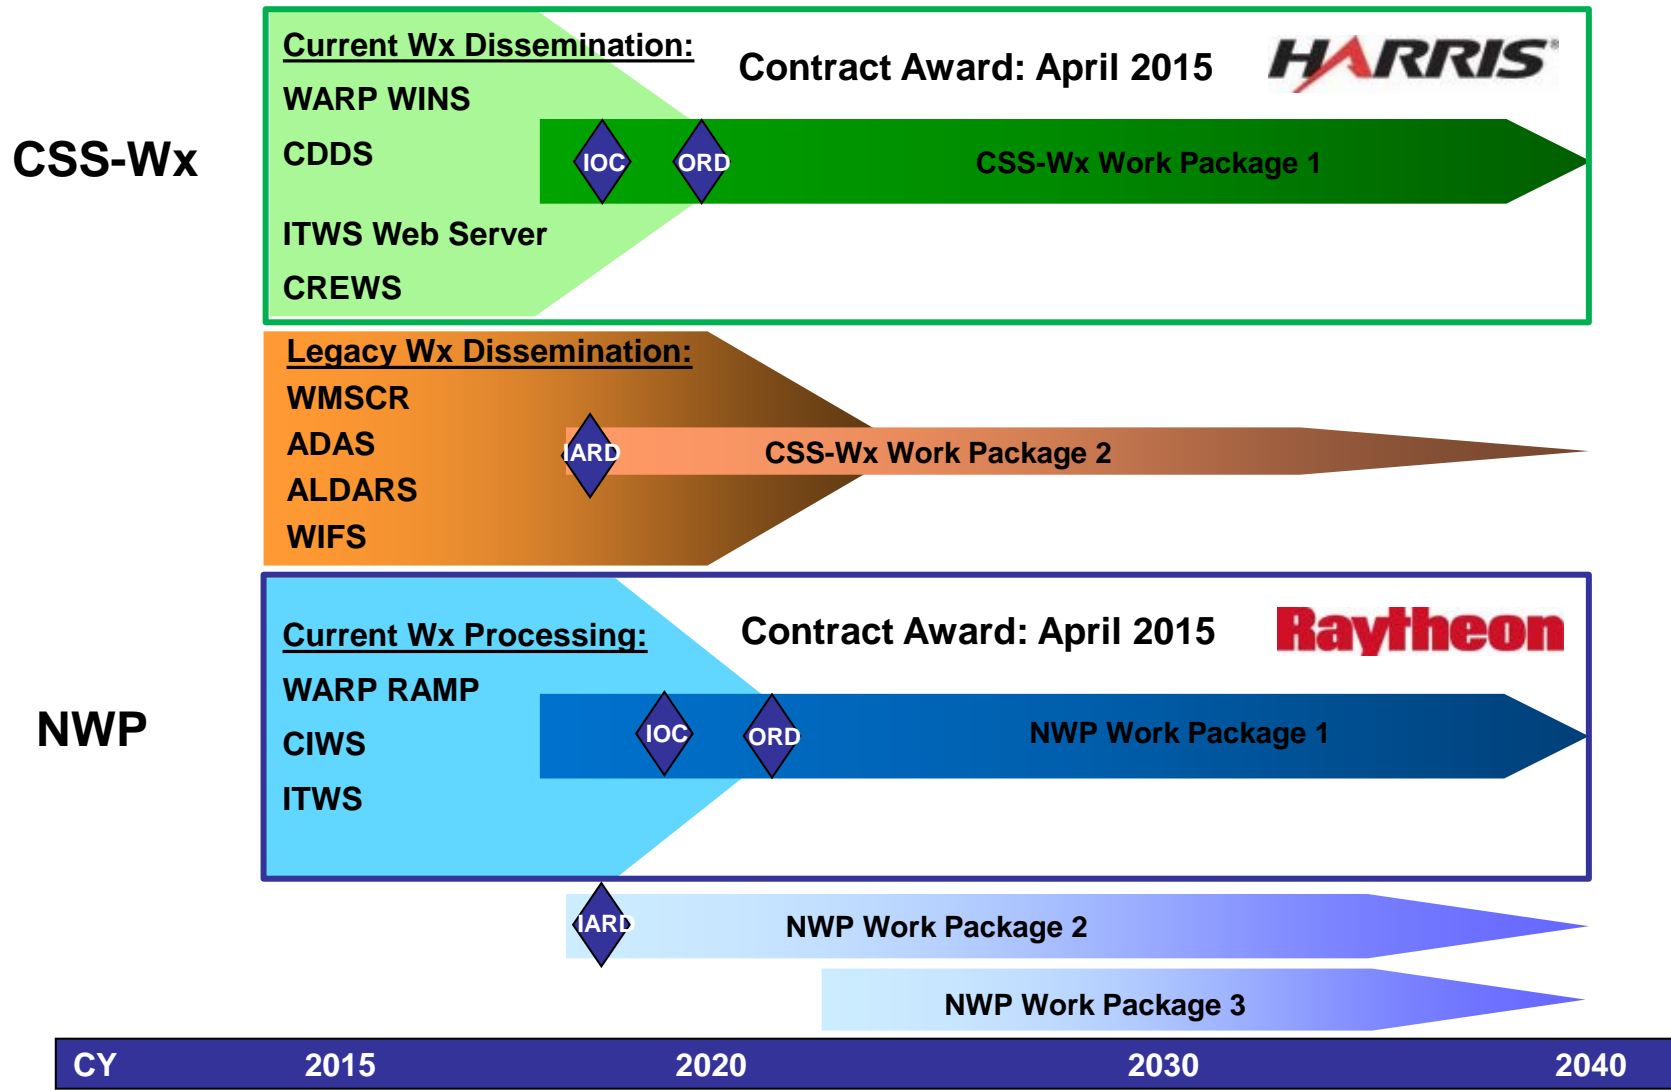 CSS-Wx
Current Wx Dissemination:
WARP WINS
CDDS
ITWS Web Server
CREWS
Contract Award: April 2015
HARRIS®
IOC
ORD
CSS-Wx Work Package 1
Legacy Wx Dissemination:
WMSCR
ADAS
ALDARS
WIFS
IARD
CSS-Wx Work Package 2
NWP
Current Wx Processing:
WARP RAMP
CIWS
ITWS
Contract Award: April 2015
Raytheon
IOC
ORD
NWP Work Package 1
IARD
NWP Work Package 2
NWP Work Package 3
CY 2015 2020 2030 2040